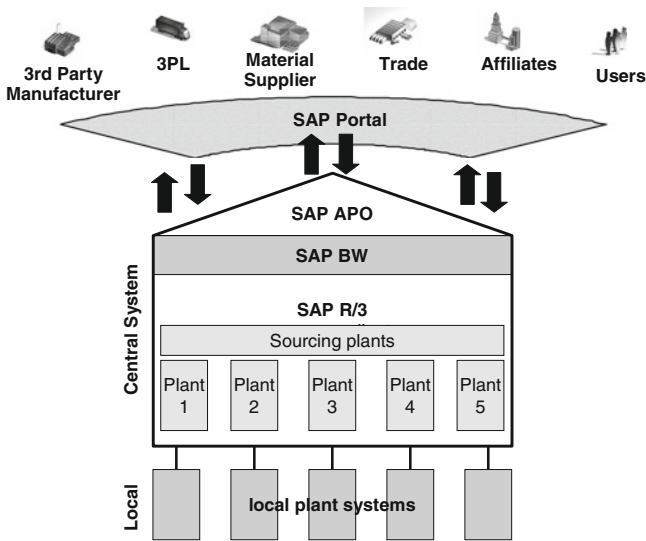 3rd Party
Manufacturer
3PL
Material
Supplier
Trade
Affiliates
Users
SAP Portal
SAP APO
SAP BW
SAP R/3
Sourcing plants
Plant
1
Plant
2
Plant
3
Plant
4
Plant
5
Central System
local plant systems
Local